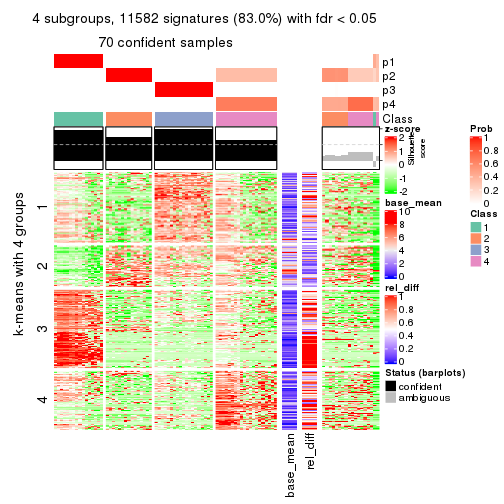 4 subgroups, 11582 signatures (83.0%) with fdr < 0.05
70 confident samples
p1
p2
p3
p4
Class
Silhouette
score
k-means with 4 groups
1
2
3
4
base_mean
rel_diff
z-score
2
1
0
-1
-2
base_mean
10
8
6
4
2
0
rel_diff
1
0.8
0.6
0.4
0.2
0
Status (barplots)
confident
ambiguous
Prob
1
0.8
0.6
0.4
0.2
0
Class
1
2
3
4